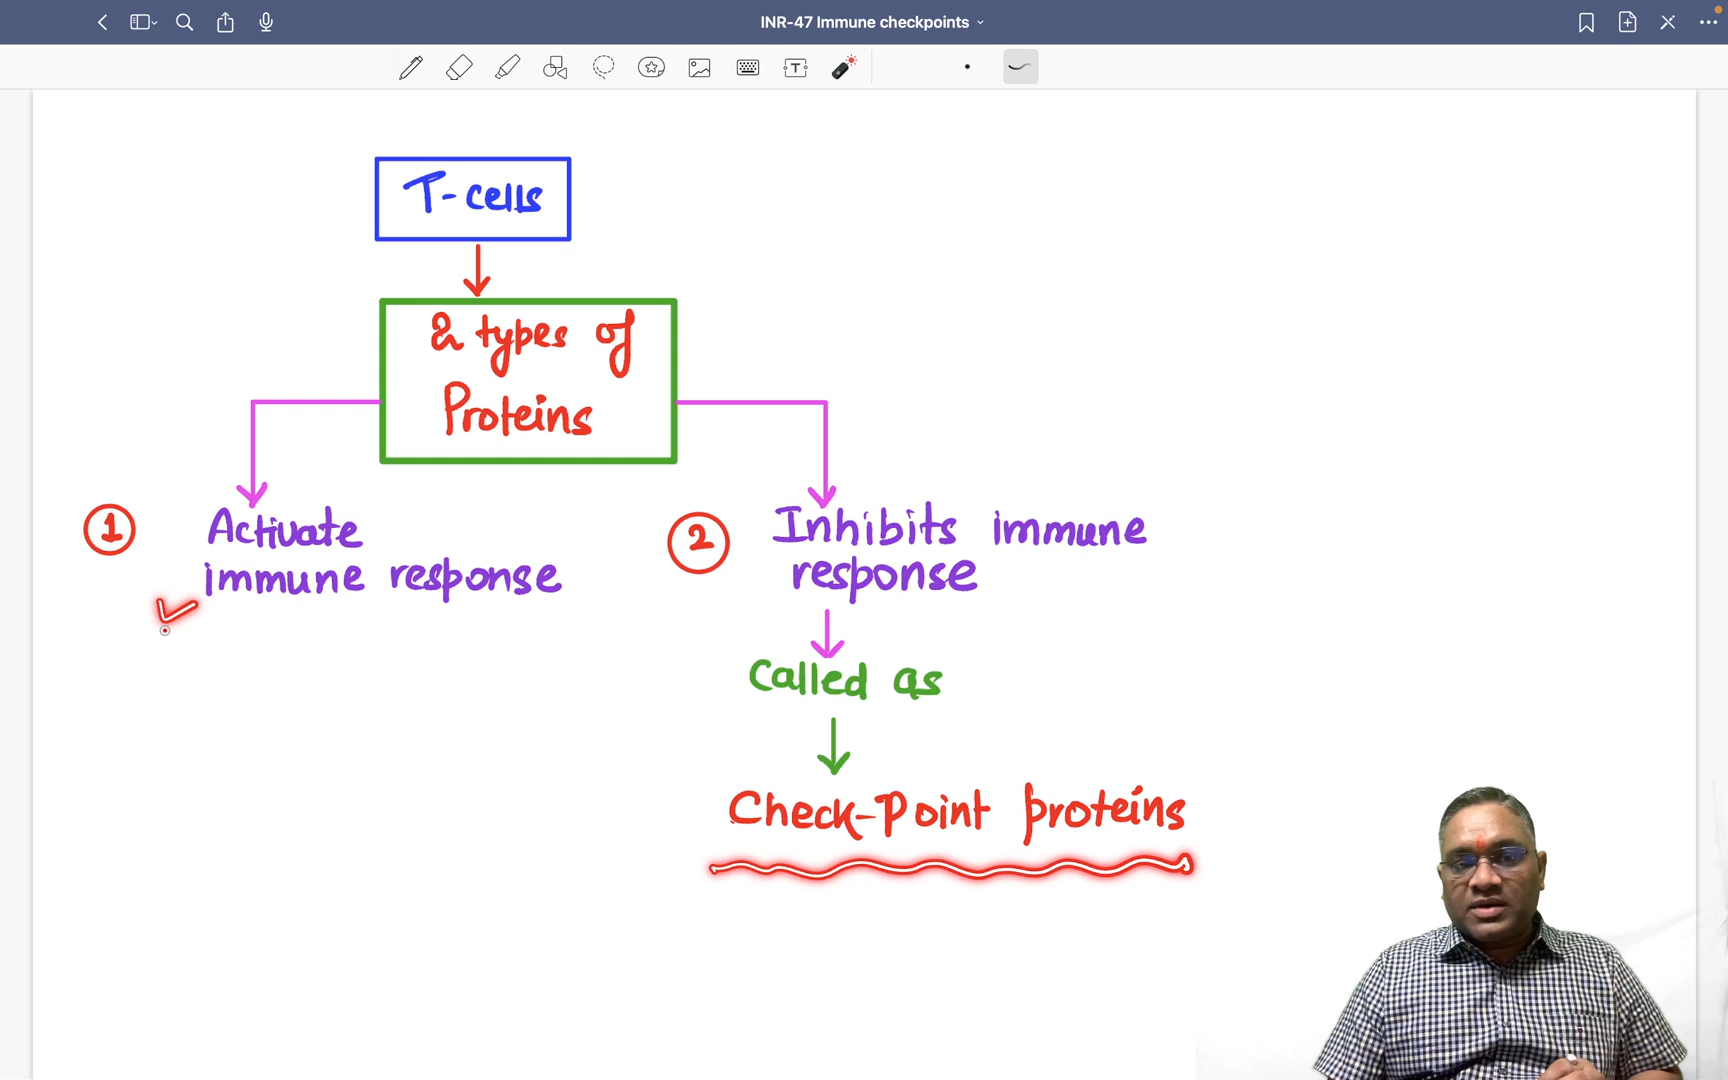 INR-47 Immune checkpoints
T-cells
2 types of
Proteins
1
Activate
immune response
2
Inhibits immune
response
Called as
Check-Point proteins